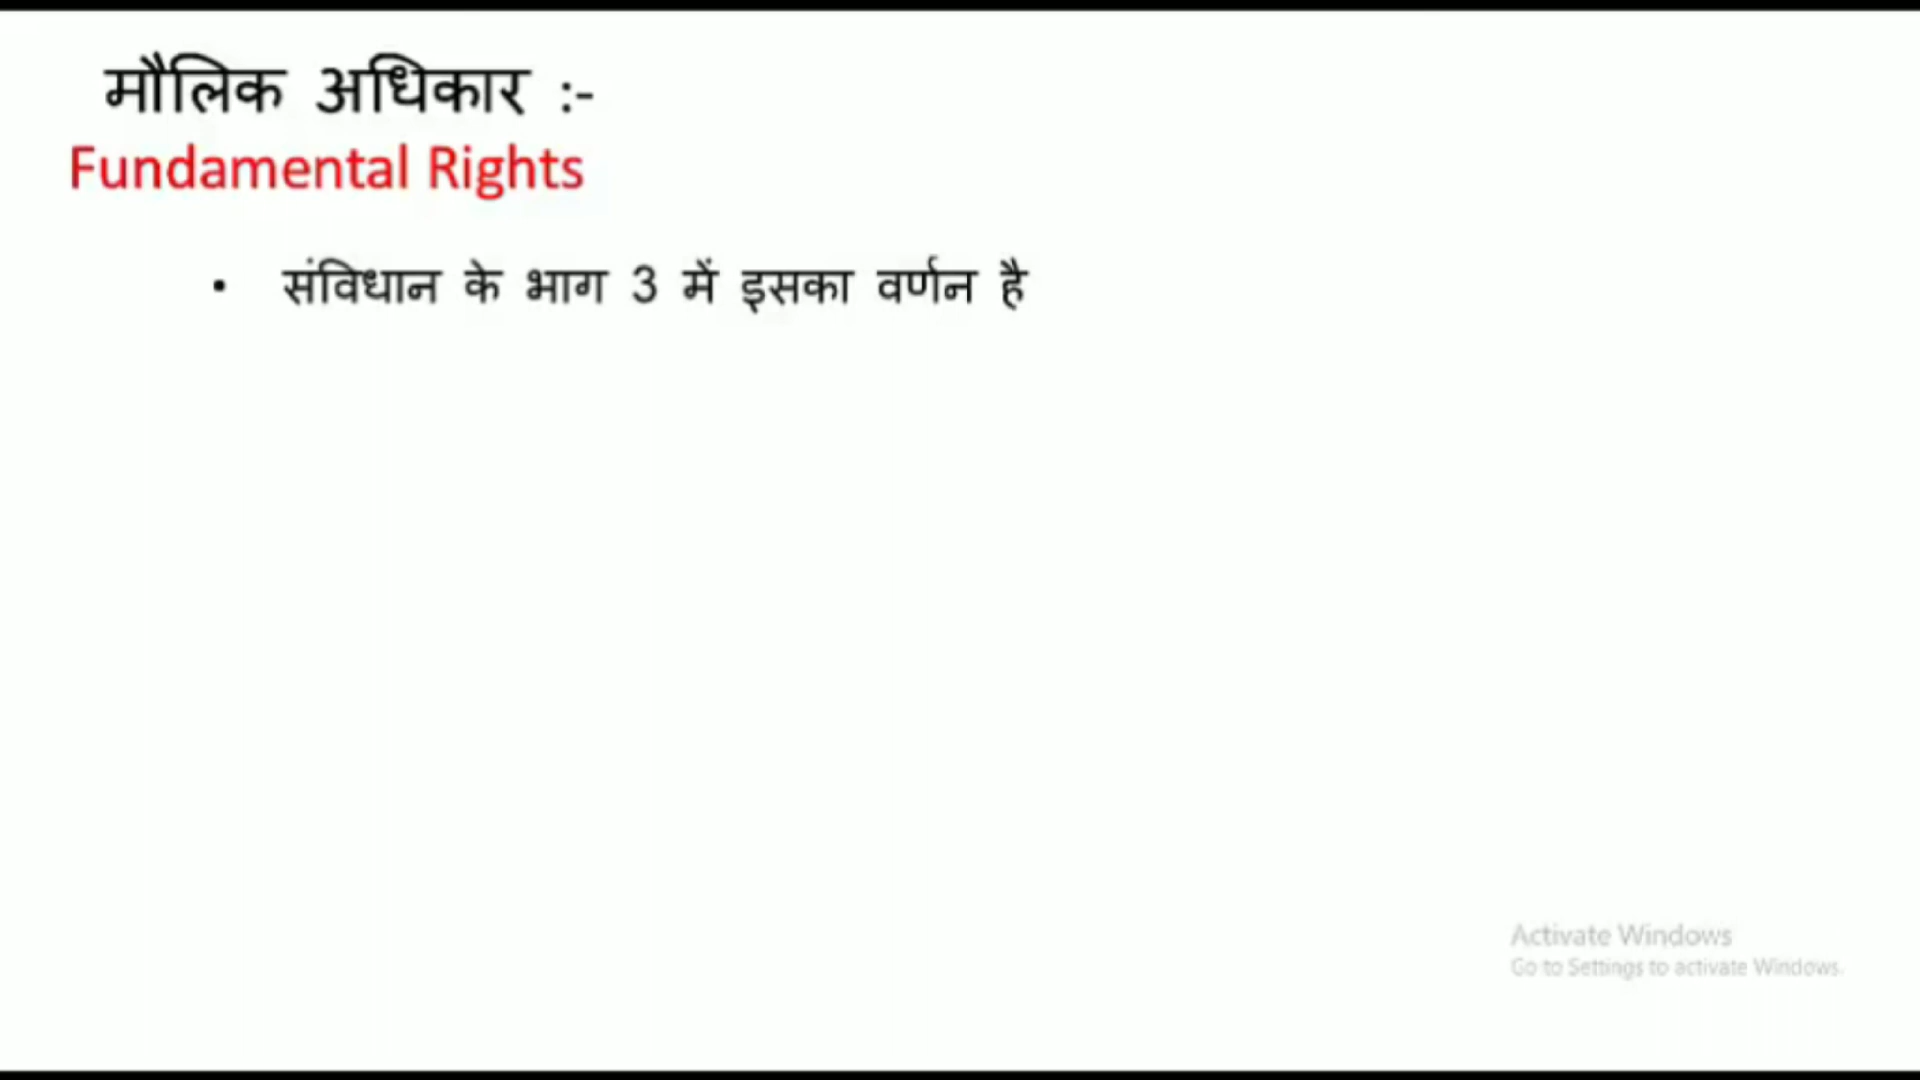 मौलिक अधिकार :-
Fundamental Rights
• संविधान के भाग 3 में इसका वर्णन है
Activate Windows
Go to Settings to activate Windows.